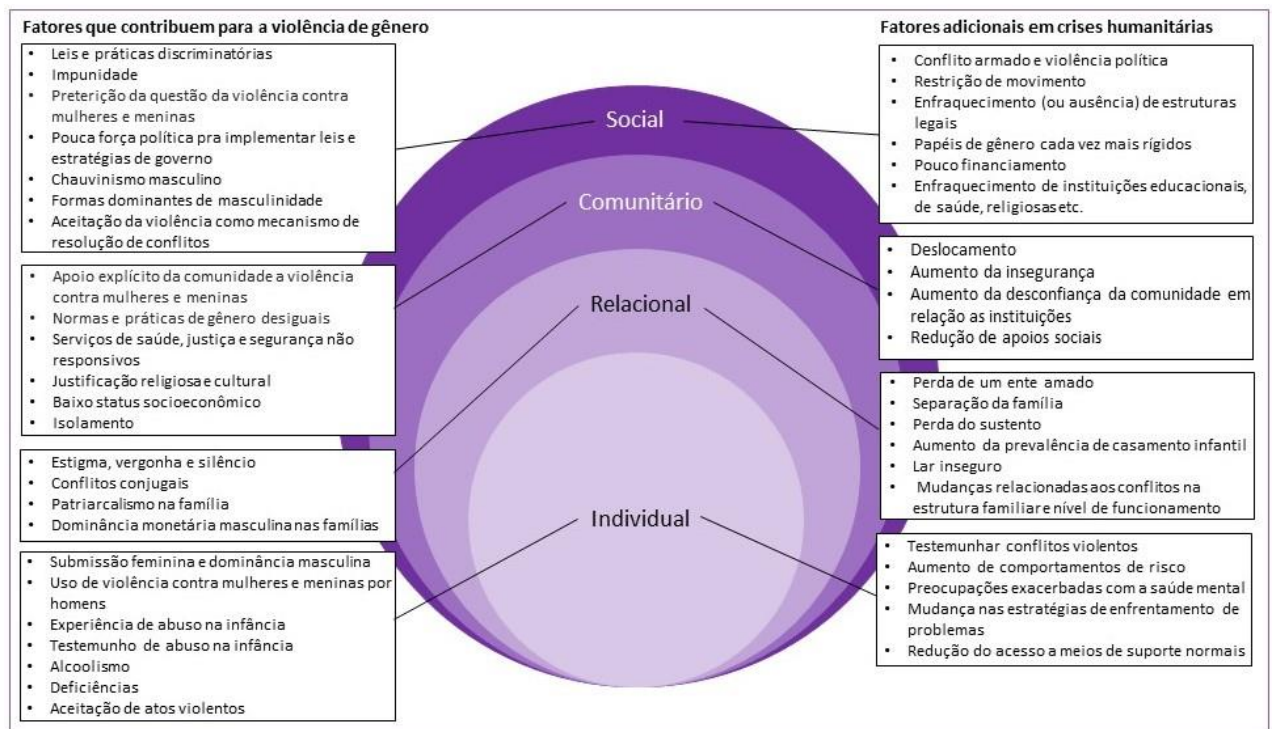 Fatores que contribuem para a violência de gênero
• Leis e práticas discriminatórias
• Impunidade
• Preterição da questão da violência contra
mulheres e meninas
• Pouca força política pra implementar leis e
estratégias de governo
• Chauvinismo masculino
• Formas dominantes de masculinidade
• Aceitação da violência como mecanismo de
resolução de conflitos
• Apoio explícito da comunidade a violência
contra mulheres e meninas
• Normas e práticas de gênero desiguais
• Serviços de saúde, justiça e segurança não
responsivos
• Justificação religiosa e cultural
• Baixo status socioeconômico
• Isolamento
• Estigma, vergonha e silêncio
• Conflitos conjugais
• Patriarcalismo na família
• Dominância monetária masculina nas famílias
• Submissão feminina e dominância masculina
• Uso de violência contra mulheres e meninas por
homens
• Experiência de abuso na infância
• Testemunho de abuso na infância
• Alcoolismo
• Deficiências
• Aceitação de atos violentos
Social
Comunitário
Relacional
Individual
Fatores adicionais em crises humanitárias
• Conflito armado e violência política
• Restrição de movimento
• Enfraquecimento (ou ausência) de estruturas
legais
• Papéis de gênero cada vez mais rígidos
• Pouco financiamento
• Enfraquecimento de instituições educacionais,
de saúde, religiosas etc.
• Deslocamento
• Aumento da insegurança
• Aumento da desconfiança da comunidade em
relação as instituições
• Redução de apoios sociais
• Perda de um ente amado
• Separação da família
• Perda do sustento
• Aumento da prevalência de casamento infantil
• Lar inseguro
• Mudanças relacionadas aos conflitos na
estrutura familiar e nível de funcionamento
• Testemunhar conflitos violentos
• Aumento de comportamentos de risco
• Preocupações exacerbadas com a saúde mental
• Mudança nas estratégias de enfrentamento de
problemas
• Redução do acesso a meios de suporte normais